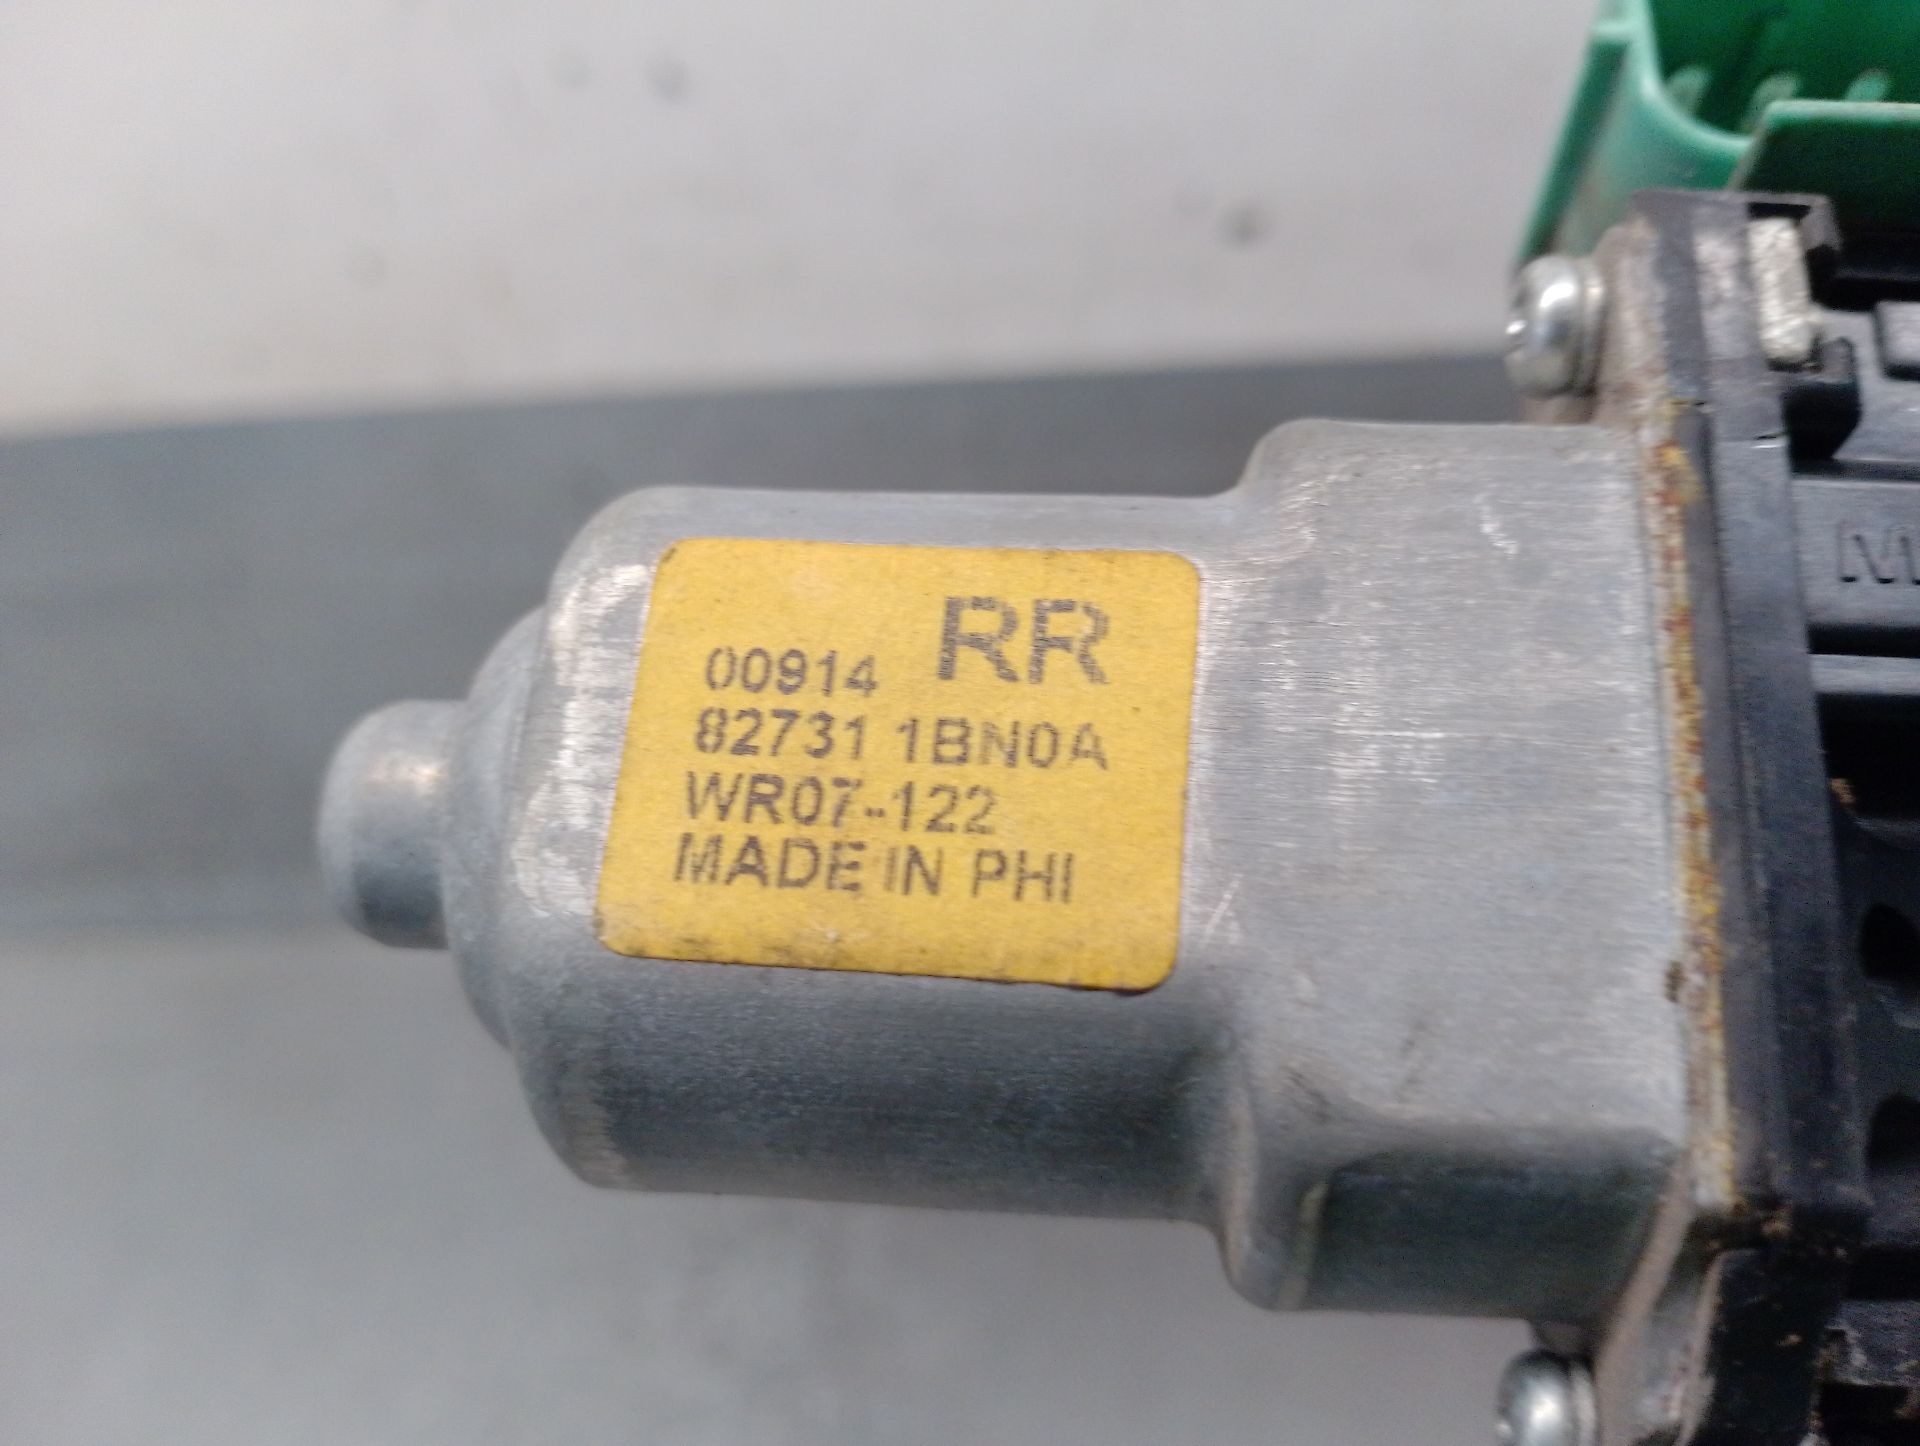 RR
00914
82731 1BN0A
WR07-122
MADE IN PHI